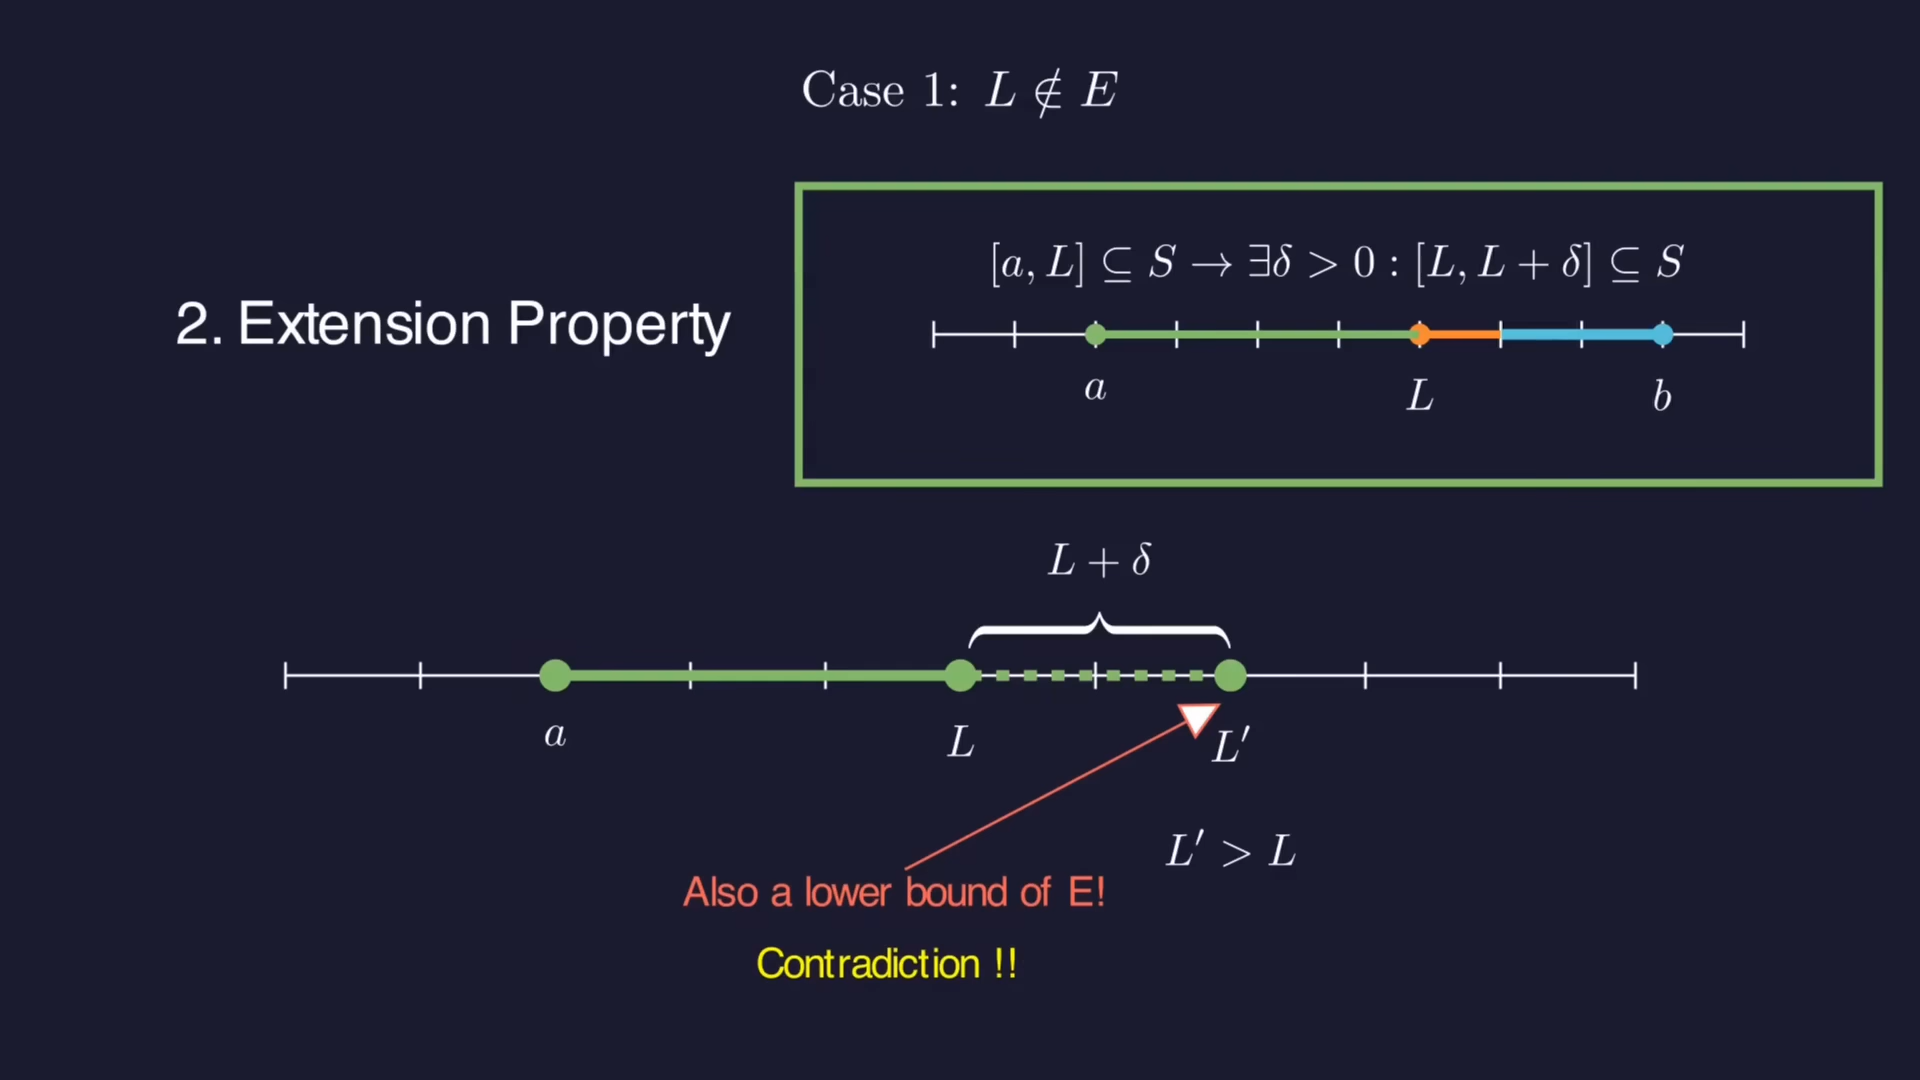 Case 1: L ∉ E
2. Extension Property
[a, L] ⊆ S → ∃δ > 0 : [L, L + δ] ⊆ S
a L b
L + δ
a L L′
L′ > L
Also a lower bound of E!
Contradiction !!